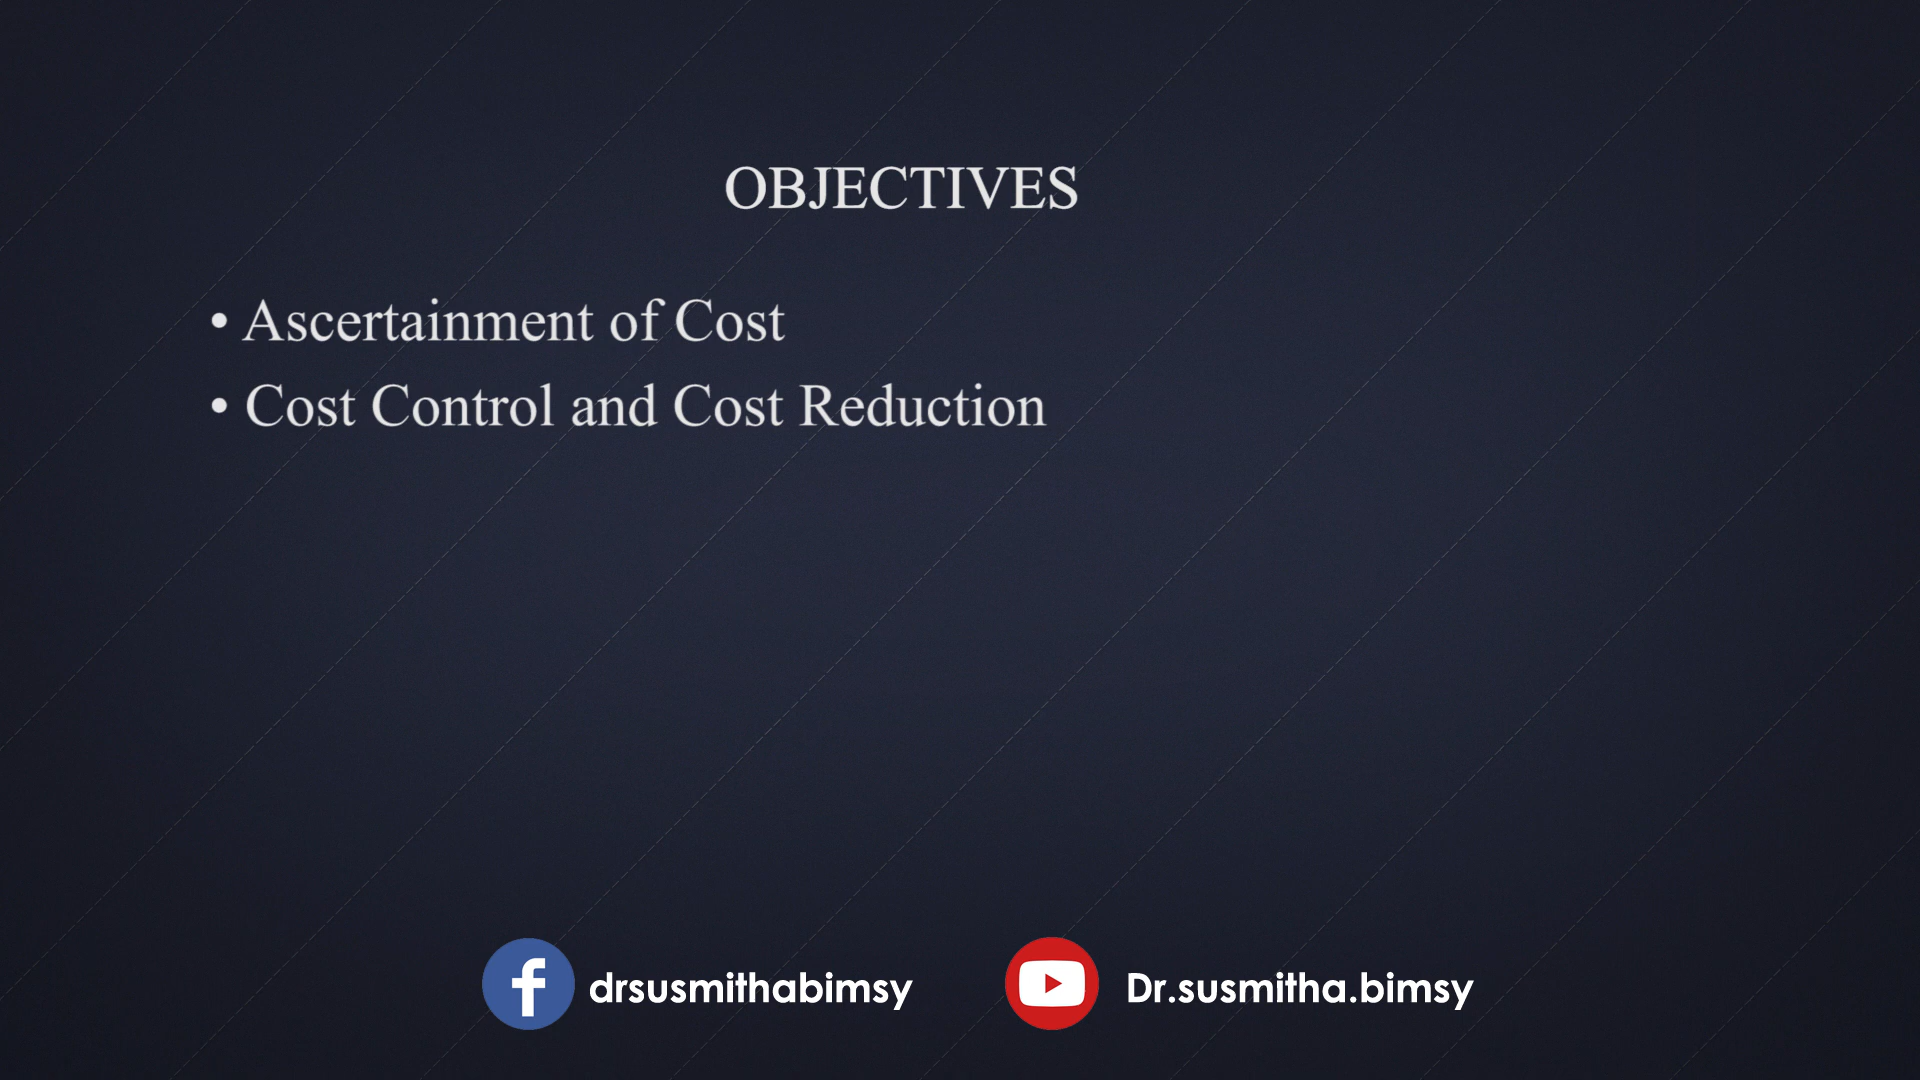 OBJECTIVES
• Ascertainment of Cost
• Cost Control and Cost Reduction
drsusmithabimsy
Dr.susmitha.bimsy